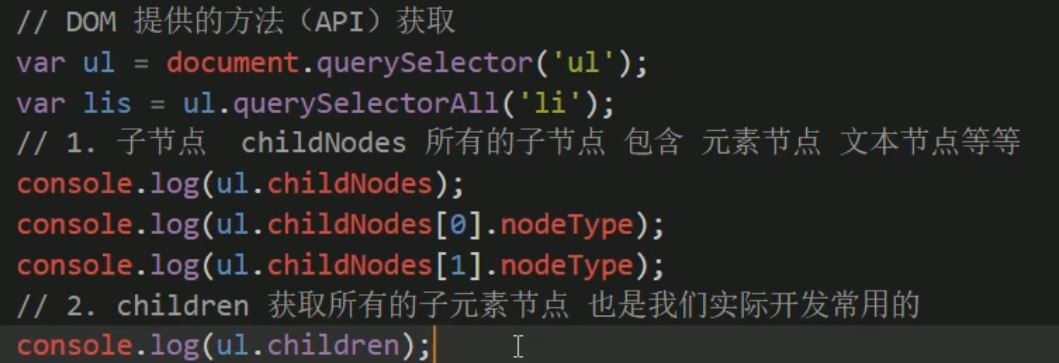 // DOM 提供的方法（API）获取
var ul = document.querySelector('ul');
var lis = ul.querySelectorAll('li');
// 1. 子节点  childNodes 所有的子节点 包含 元素节点 文本节点等等
console.log(ul.childNodes);
console.log(ul.childNodes[0].nodeType);
console.log(ul.childNodes[1].nodeType);
// 2. children 获取所有的子元素节点 也是我们实际开发常用的
console.log(ul.children);